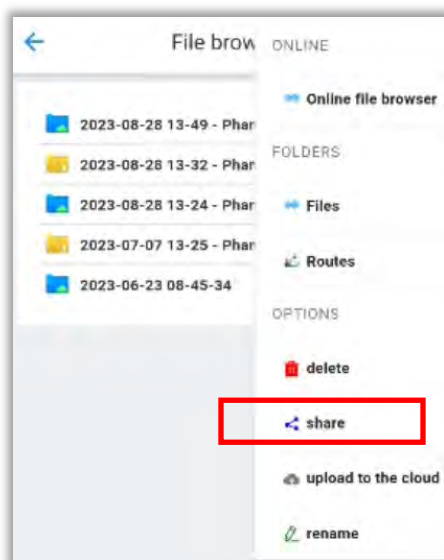 File brow
2023-08-28 13-49 - Phar
2023-08-28 13-32 - Phar
2023-08-28 13-24 - Phar
2023-07-07 13-25 - Phar
2023-06-23 08-45-34
ONLINE
Online file browser
FOLDERS
Files
Routes
OPTIONS
delete
share
upload to the cloud
rename